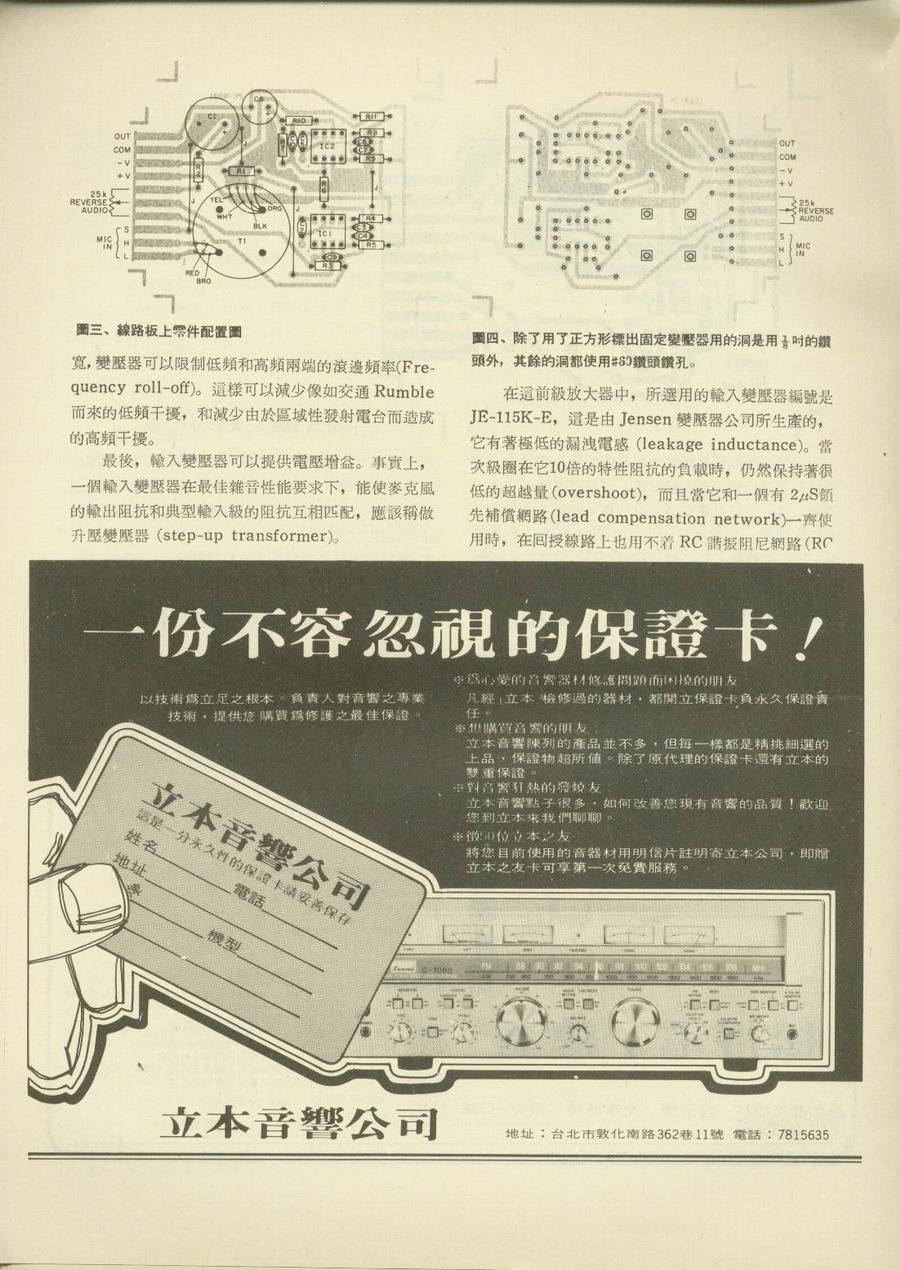 C1
C8
R10
R11
OUT
COM
−V
+V
25k
REVERSE
AUDIO
MIC
IN
S
H
L
R2
J
R1
YEL
WHT
ORG
BLK
T1
RED
BRO
IC2
R8
C7
R9
R6
J
IC1
R4
C3
C4
R5
C9
R3
OUT
COM
−V
+V
25k
REVERSE
AUDIO
S
H
L
MIC
IN
圖三、線路板上零件配置圖
寬，變壓器可以限制低頻和高頻兩端的滾邊頻率(Fre-
quency roll-off)。這樣可以減少像如交通 Rumble
而來的低頻干擾，和減少由於區域性發射電台而造成
的高頻干擾。
最後，輸入變壓器可以提供電壓增益。事實上，
一個輸入變壓器在最佳雜音性能要求下，能使麥克風
的輸出阻抗和典型輸入級的阻抗互相匹配，應該稱做
升壓變壓器 (step-up transformer)。
圖四、除了用了正方形標出固定變壓器用的洞是用⅛吋的鑽
頭外，其餘的洞都使用#60鑽頭鑽孔。
在這前級放大器中，所選用的輸入變壓器編號是
JE-115K-E，這是由 Jensen 變壓器公司所生產的，
它有著極低的漏洩電感 (leakage inductance)。當
次級圈在它10倍的特性阻抗的負載時，仍然保持著很
低的超越量(overshoot)，而且當它和一個有 2μS領
先補償網路(lead compensation network)一齊使
用時，在回授線路上也用不着 RC 諧振阻尼網路 (RC
一份不容忽視的保證卡！
以技術爲立足之根本。負責人對音響之專業
技術，提供您購買爲修護之最佳保證。
※爲心愛的音響器材修護問題而困撓的朋友：
凡經「立本」檢修過的器材，都開立保證卡負永久保證責
任。
※想購買音響的朋友：
立本音響陳列的產品並不多，但每一樣都是精挑細選的
上品，保證物超所值。除了原代理的保證卡還有立本的
雙重保證。
※對音響狂熱的發燒友：
立本音響點子很多，如何改善您現有音響的品質！歡迎
您到立本來我們聊聊。
※徵50位立本之友：
將您目前使用的音器材用明信片註明寄立本公司，即贈
立本之友卡可享第一次免費服務。
立本音響公司
這是一分永久性的保證卡請妥善保存
姓名
地址
電話
機型
Sansui
G-7000
FM 88 90 92 94 96 98 100 102 104 106 108 MHz
立本音響公司
地址：台北市敦化南路362巷11號 電話：7815635